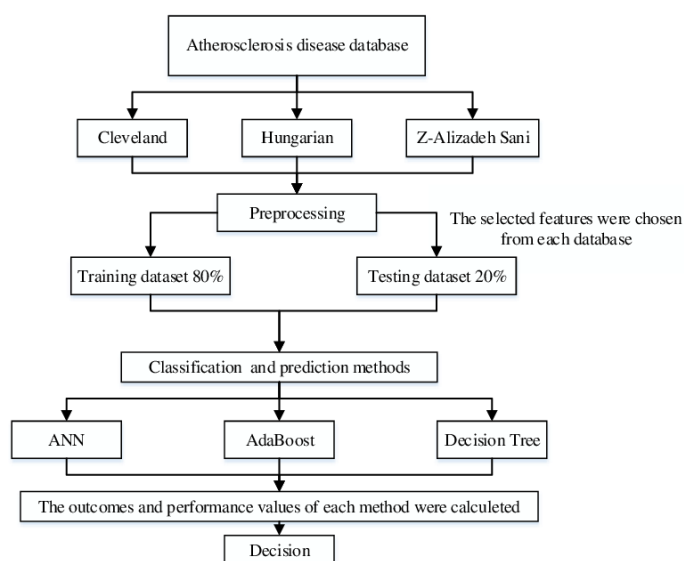 Atherosclerosis disease database
Cleveland
Hungarian
Z-Alizadeh Sani
Preprocessing
The selected features were chosen
from each database
Training dataset 80%
Testing dataset 20%
Classification and prediction methods
ANN
AdaBoost
Decision Tree
The outcomes and performance values of each method were calculeted
Decision